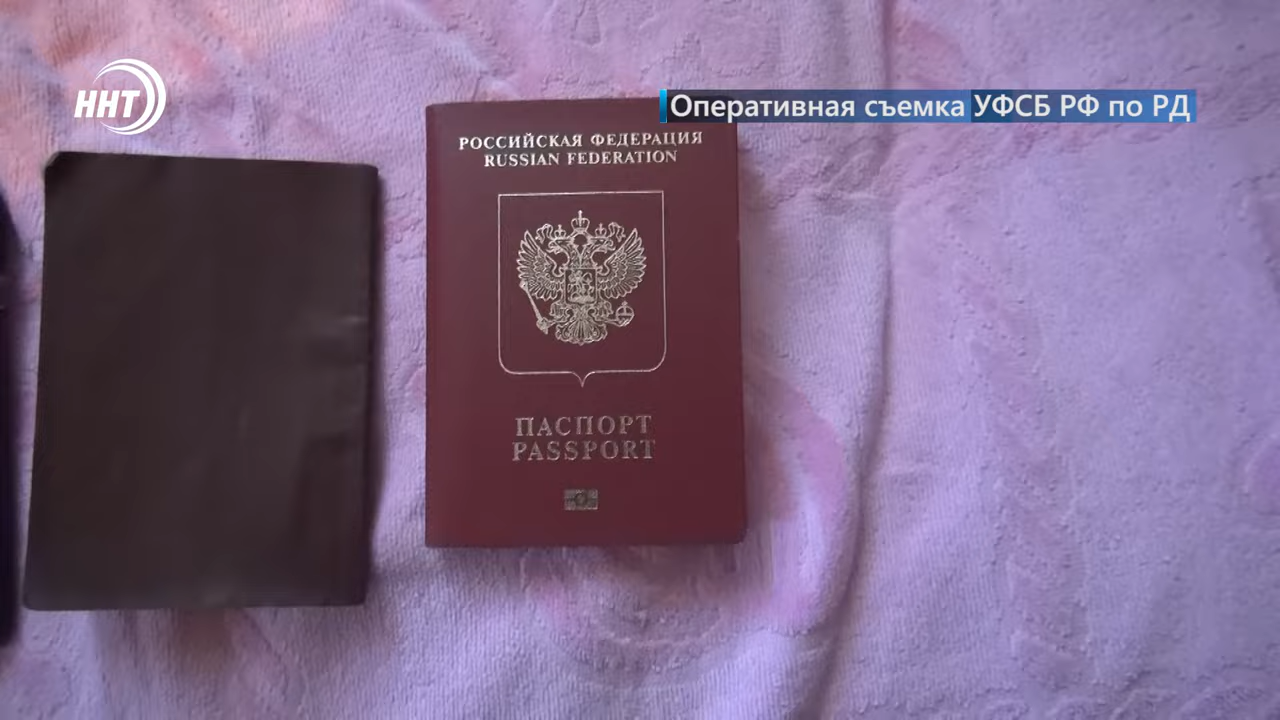 ННТ
Оперативная съемка УФСБ РФ по РД
РОССИЙСКАЯ ФЕДЕРАЦИЯ
RUSSIAN FEDERATION
ПАСПОРТ
PASSPORT